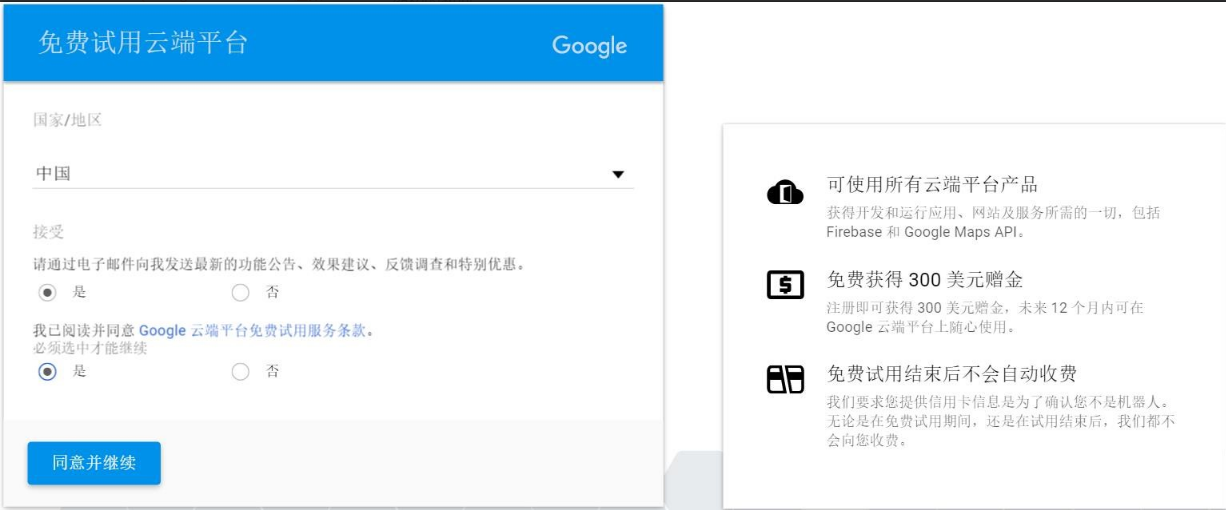 免费试用云端平台
Google
国家/地区
中国
接受
请通过电子邮件向我发送最新的功能公告、效果建议、反馈调查和特别优惠。
是 否
我已阅读并同意 Google 云端平台免费试用服务条款。
必须选中才能继续
是 否
同意并继续
可使用所有云端平台产品
获得开发和运行应用、网站及服务所需的一切，包括
Firebase 和 Google Maps API。
免费获得 300 美元赠金
注册即可获得 300 美元赠金，未来 12 个月内可在
Google 云端平台上随心使用。
免费试用结束后不会自动收费
我们要求您提供信用卡信息是为了确认您不是机器人。
无论是在免费试用期间，还是在试用结束后，我们都不
会向您收费。